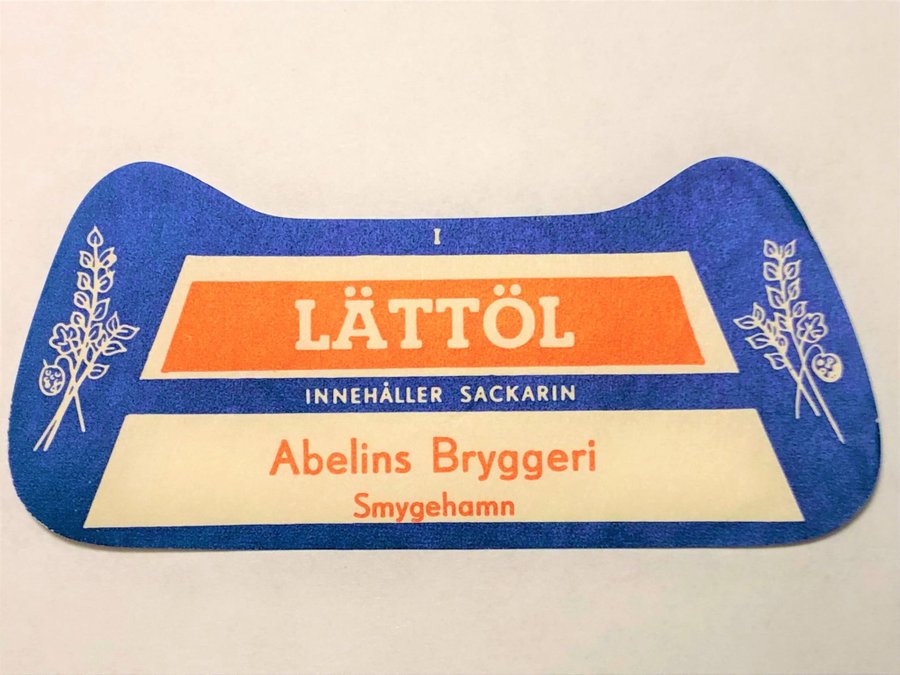 I
LÄTTÖL
INNEHÅLLER SACKARIN
Abelins Bryggeri
Smygehamn